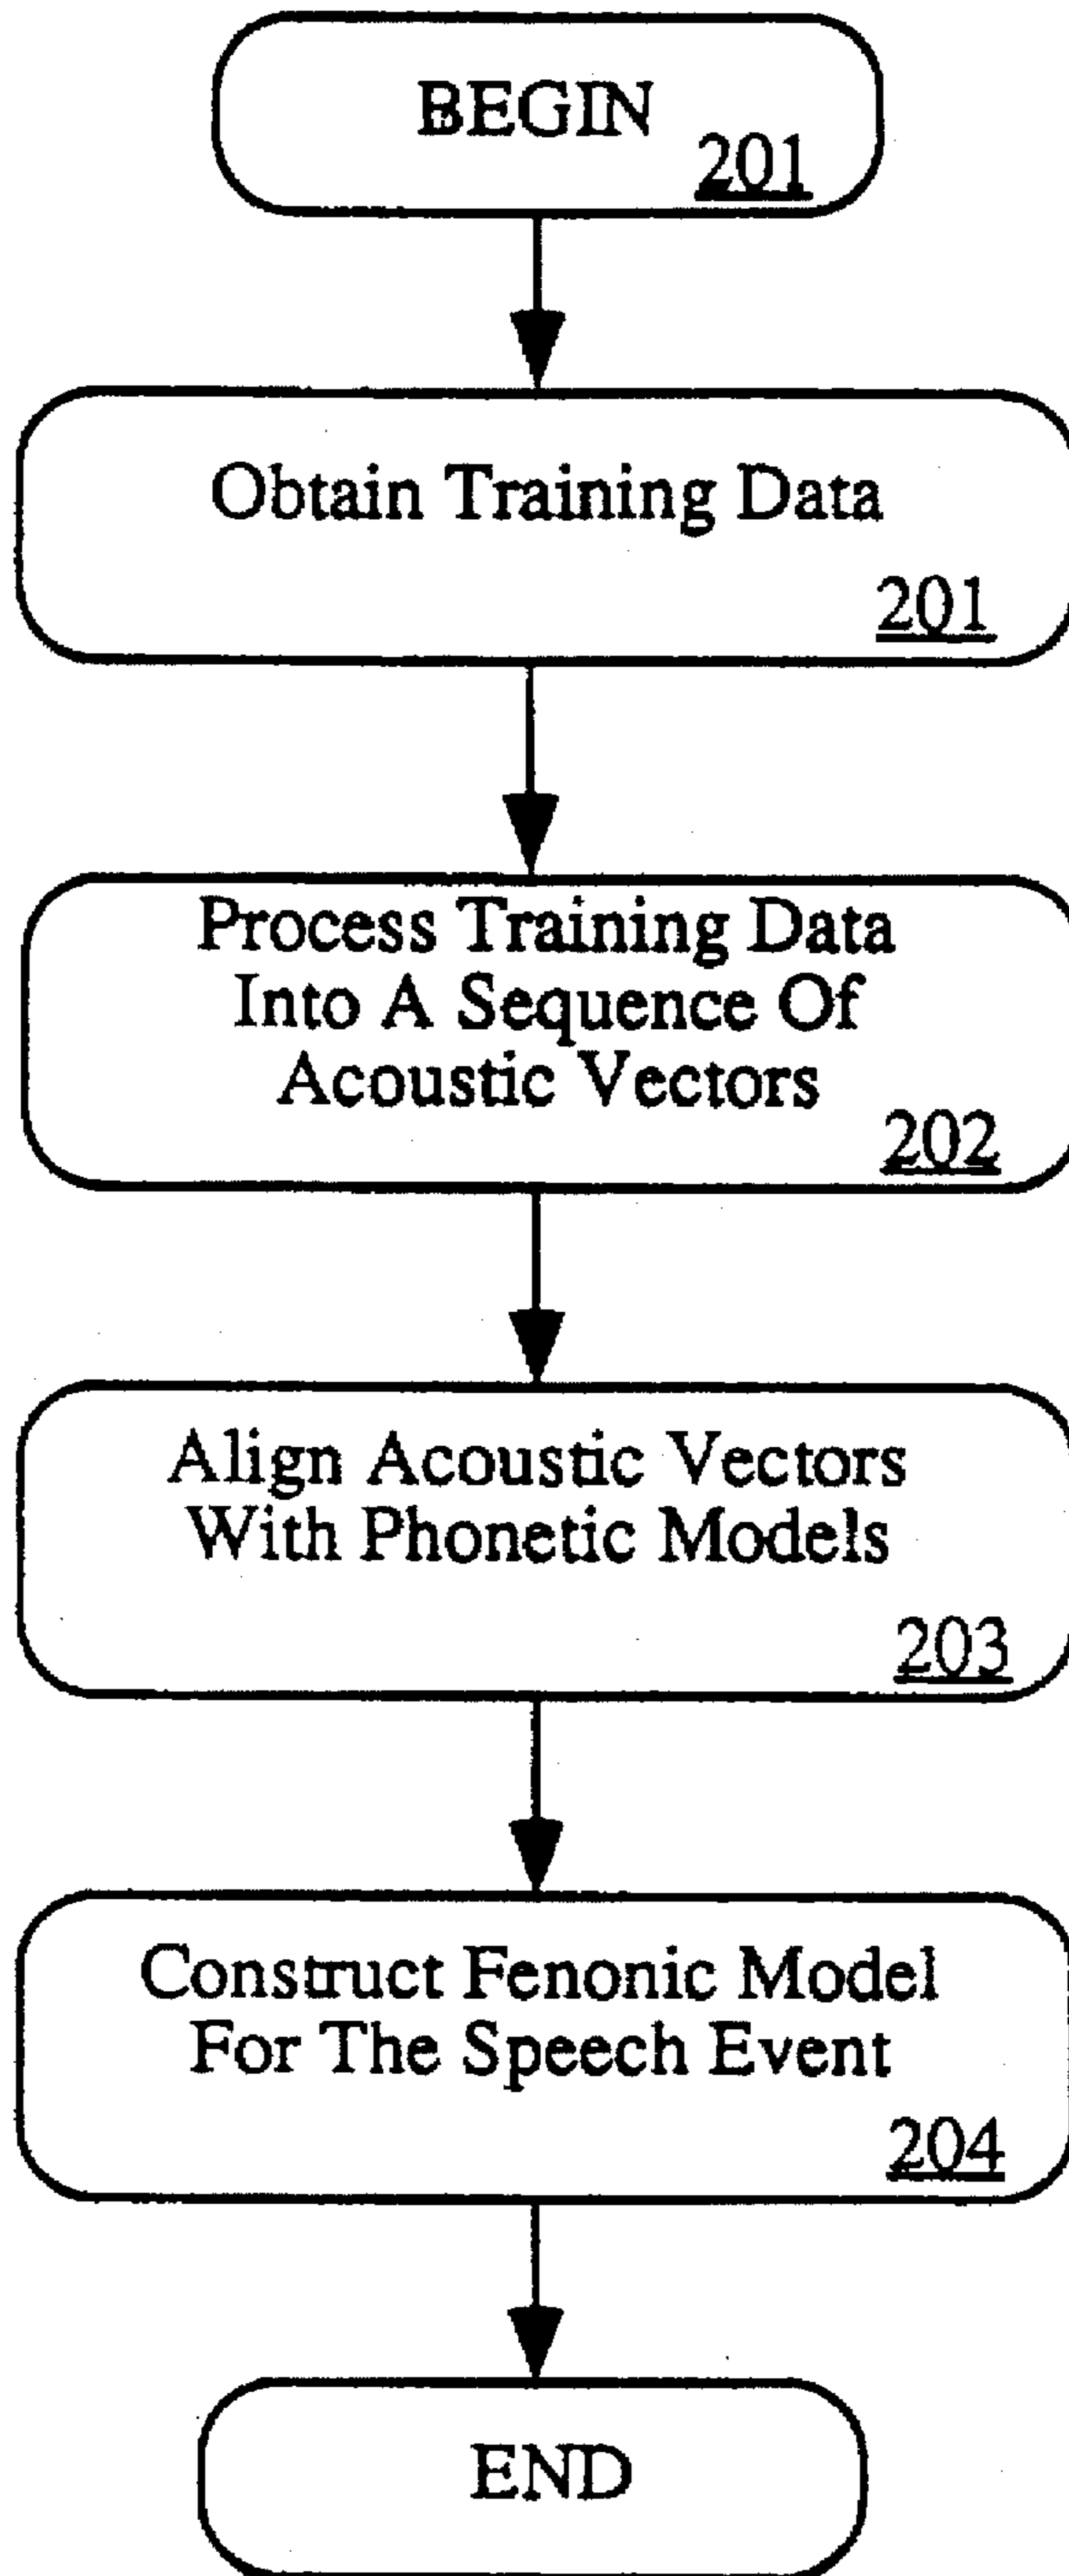 BEGIN
201
Obtain Training Data
201
Process Training Data
Into A Sequence Of
Acoustic Vectors
202
Align Acoustic Vectors
With Phonetic Models
203
Construct Fenonic Model
For The Speech Event
204
END